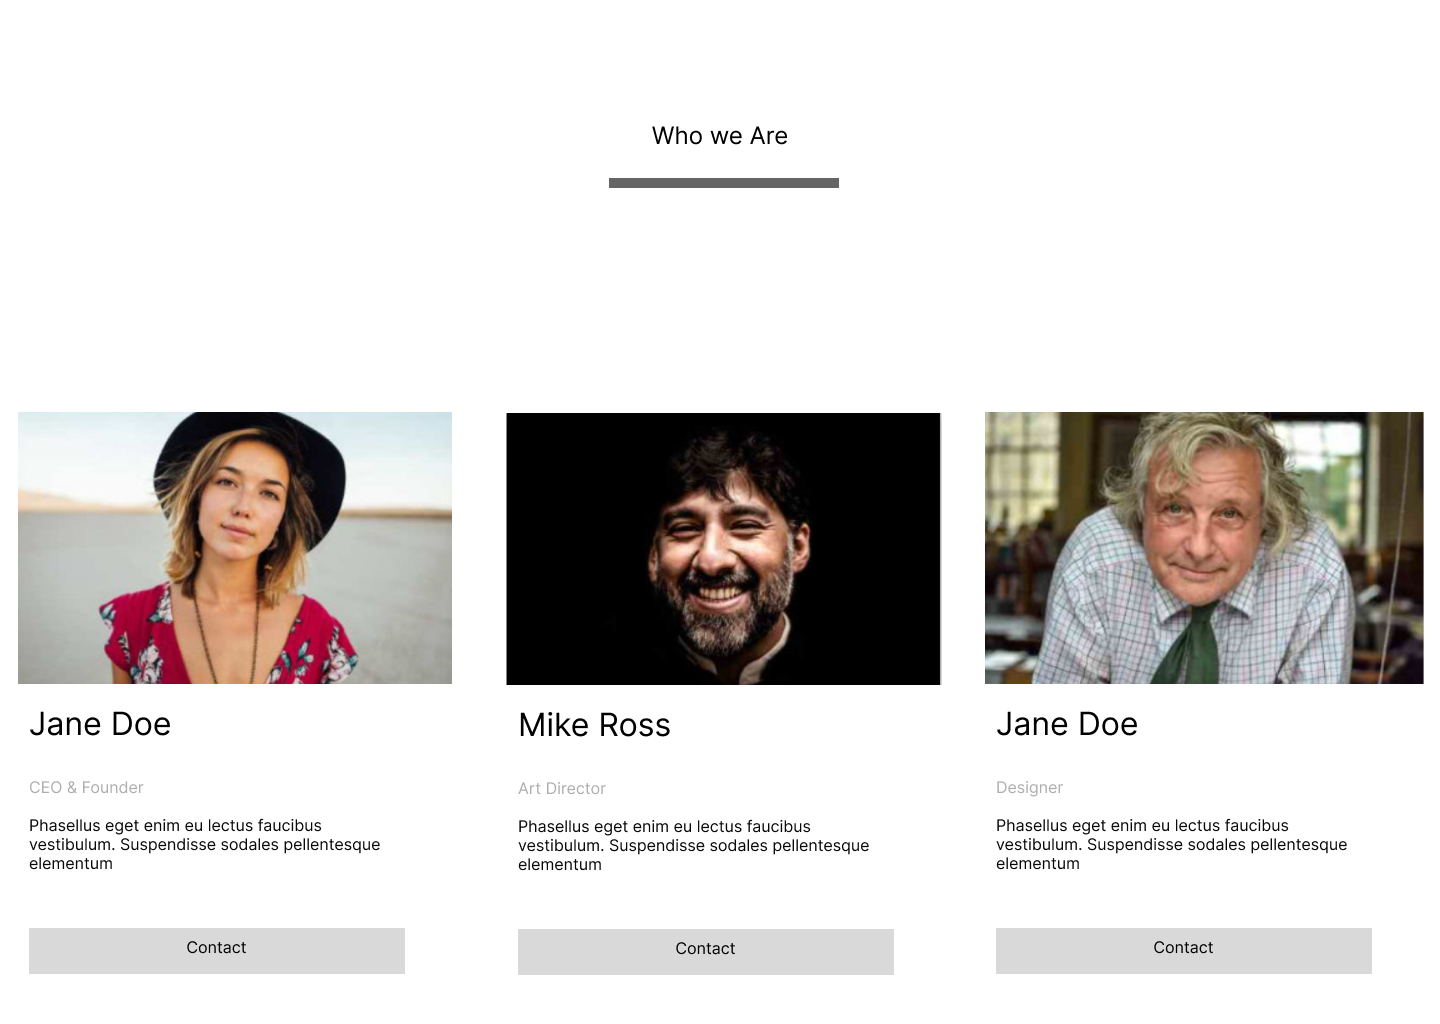 Who we Are
Jane Doe
CEO & Founder
Phasellus eget enim eu lectus faucibus
vestibulum. Suspendisse sodales pellentesque
elementum
Contact
Mike Ross
Art Director
Phasellus eget enim eu lectus faucibus
vestibulum. Suspendisse sodales pellentesque
elementum
Contact
Jane Doe
Designer
Phasellus eget enim eu lectus faucibus
vestibulum. Suspendisse sodales pellentesque
elementum
Contact